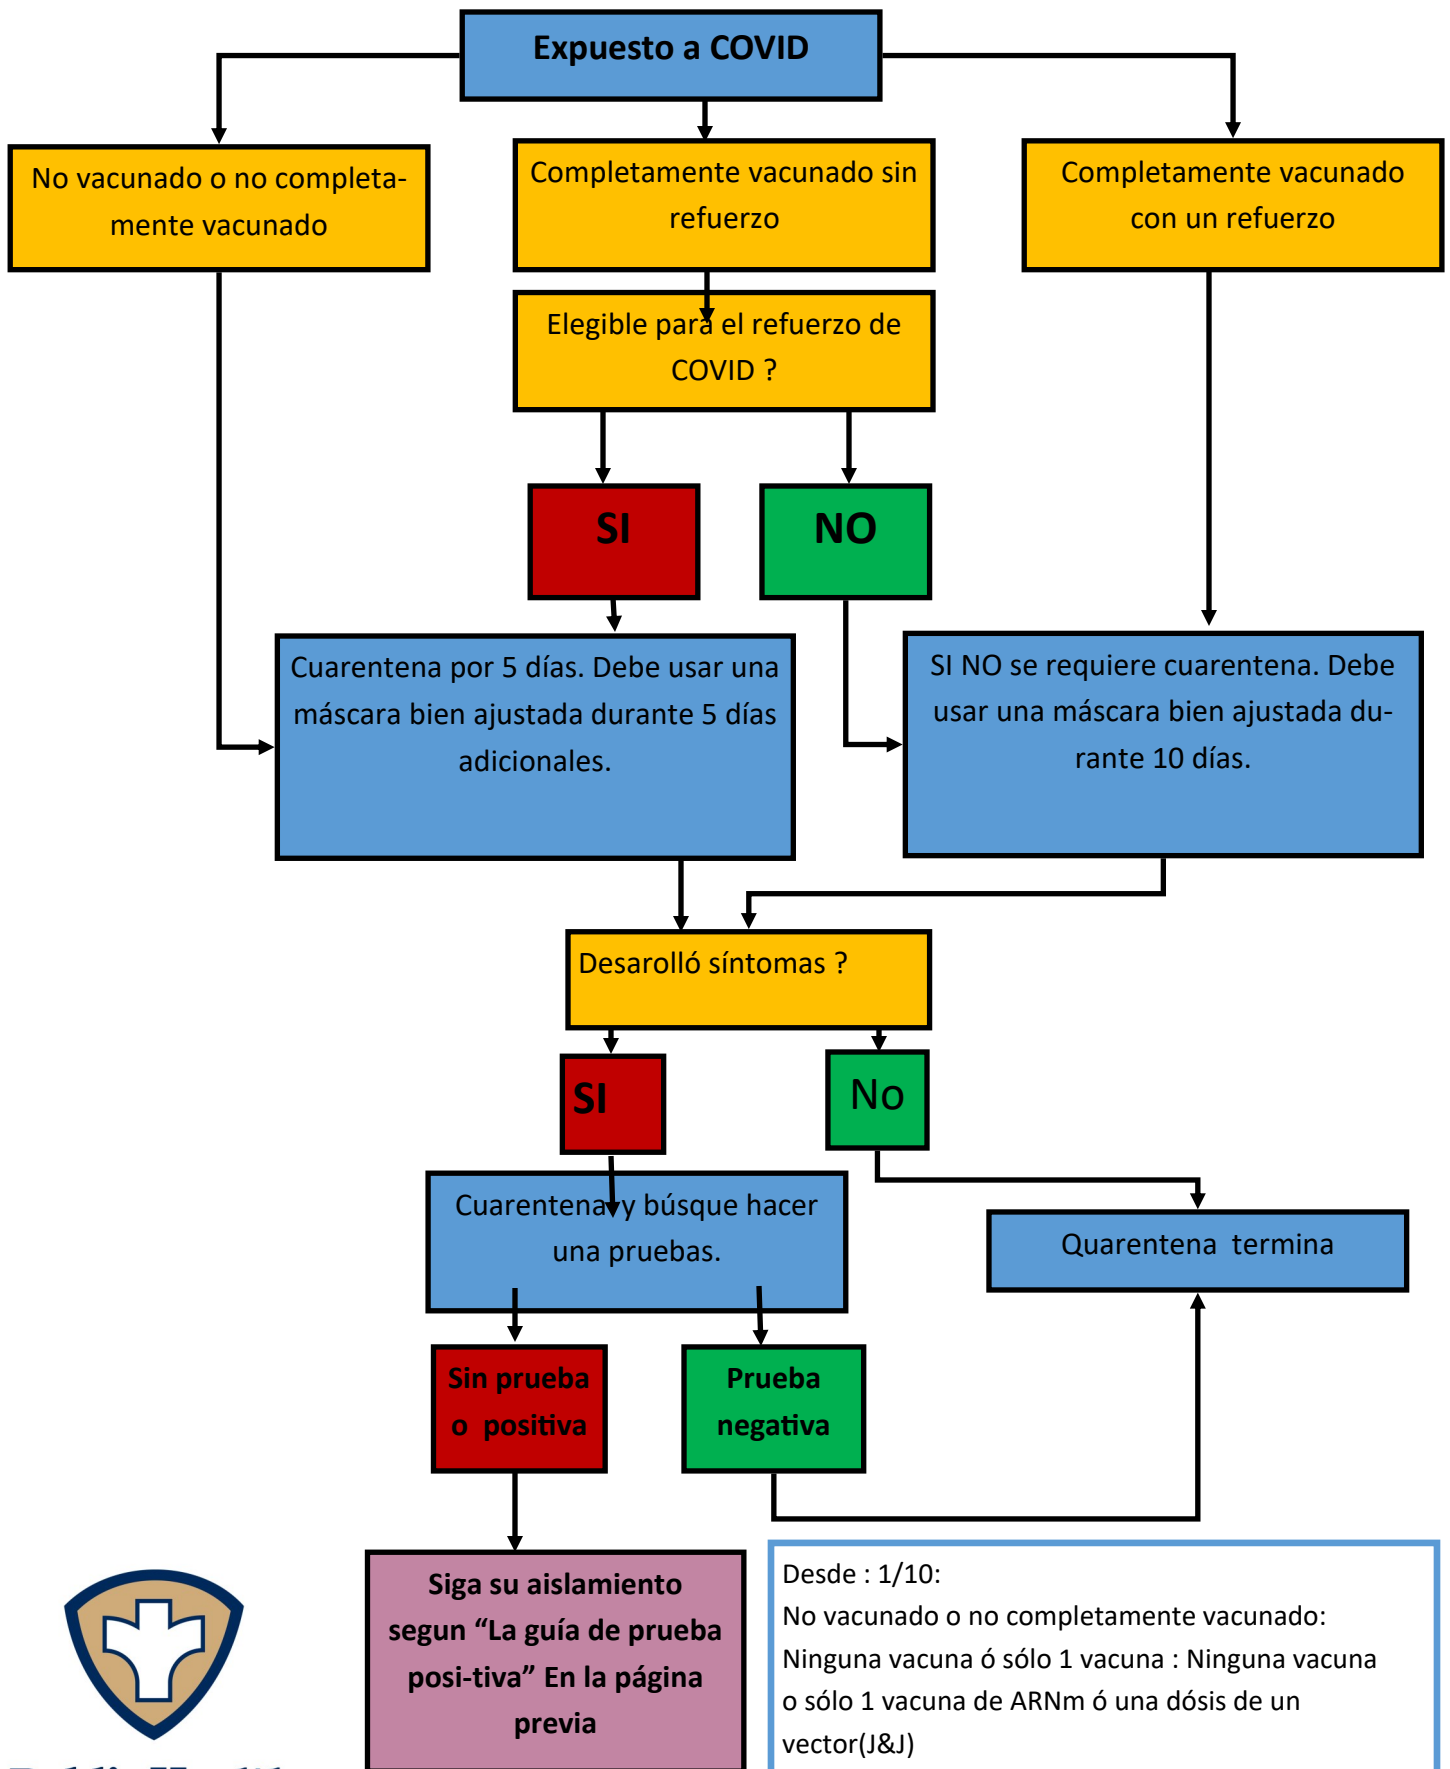 Expuesto a COVID
No vacunado o no completa-
mente vacunado
Completamente vacunado sin
refuerzo
Completamente vacunado
con un refuerzo
Elegible para el refuerzo de
COVID ?
SI
NO
Cuarentena por 5 días. Debe usar una
máscara bien ajustada durante 5 días
adicionales.
SI NO se requiere cuarentena. Debe
usar una máscara bien ajustada du-
rante 10 días.
Desarolló síntomas ?
SI
No
Cuarentena y búsque hacer
una pruebas.
Quarentena termina
Sin prueba
o positiva
Prueba
negativa
Siga su aislamiento
segun “La guía de prueba
posi-tiva” En la página
previa
Desde : 1/10:
No vacunado o no completamente vacunado:
Ninguna vacuna ó sólo 1 vacuna : Ninguna vacuna
o sólo 1 vacuna de ARNm ó una dósis de un
vector(J&J)